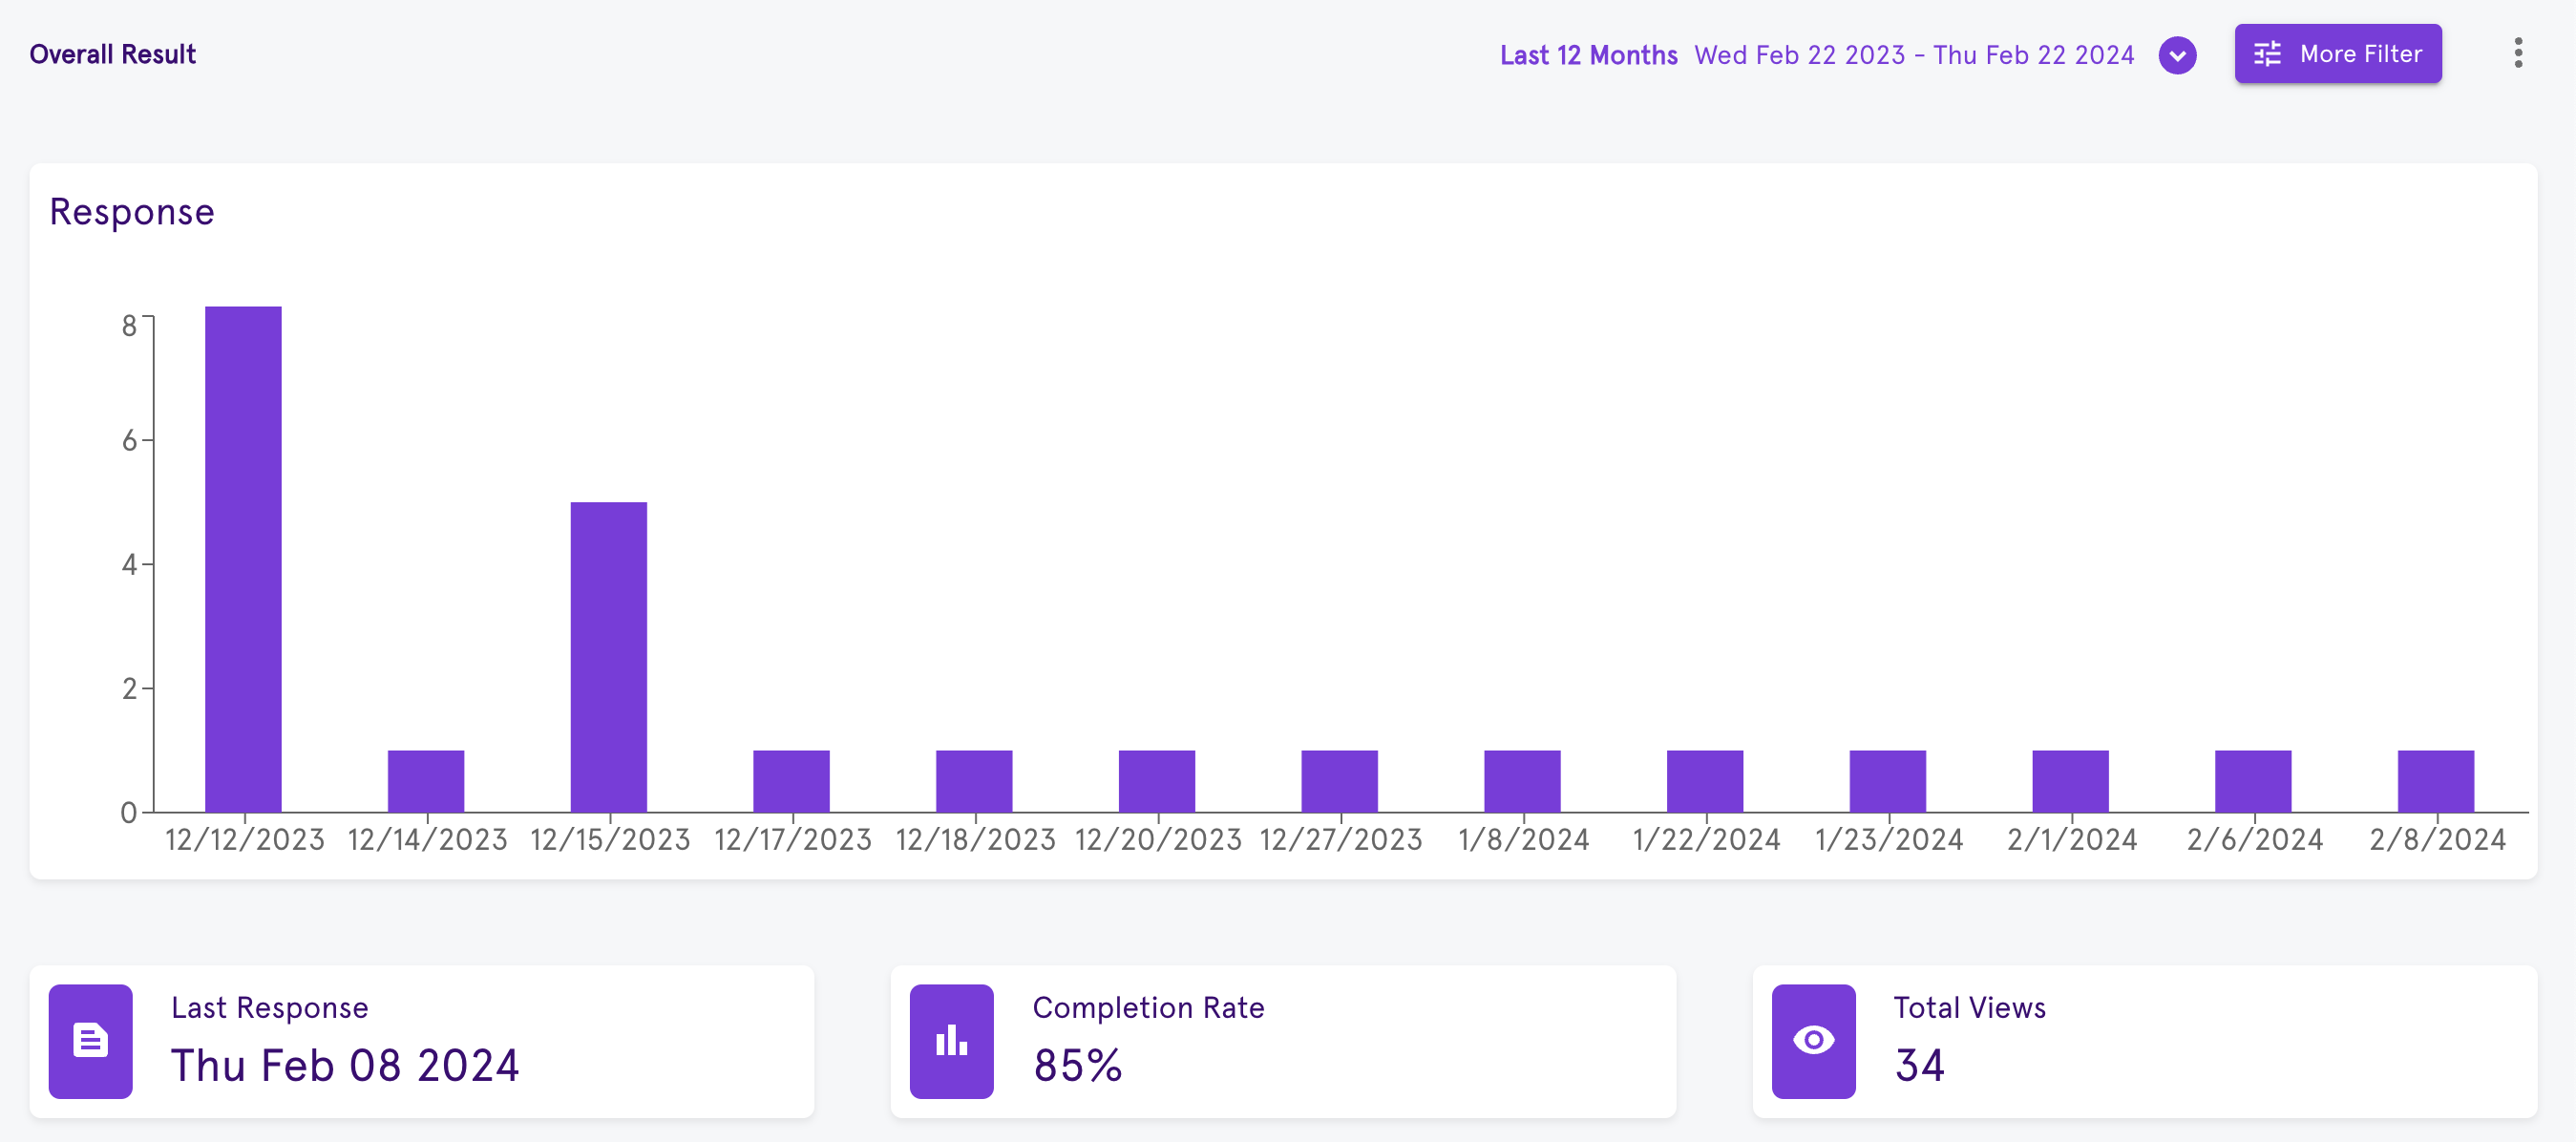 Overall Result
Last 12 Months Wed Feb 22 2023 - Thu Feb 22 2024
More Filter
Response
8
6
4
2
0
12/12/2023 12/14/2023 12/15/2023 12/17/2023 12/18/2023 12/20/2023 12/27/2023 1/8/2024 1/22/2024 1/23/2024 2/1/2024 2/6/2024 2/8/2024
Last Response
Thu Feb 08 2024
Completion Rate
85%
Total Views
34